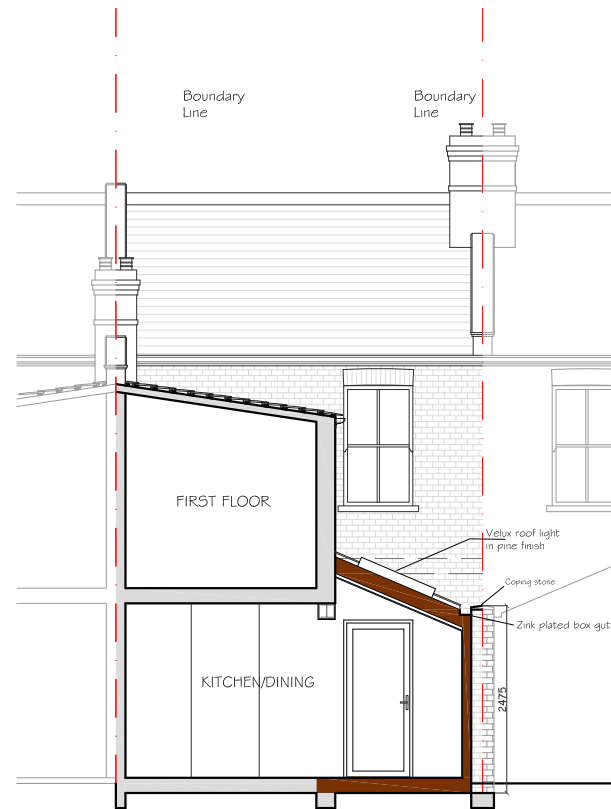 Boundary
Line
Boundary
Line
FIRST FLOOR
Velux roof light
in pine finish
Coping stone
Zink plated box gut
KITCHEN/DINING
2475